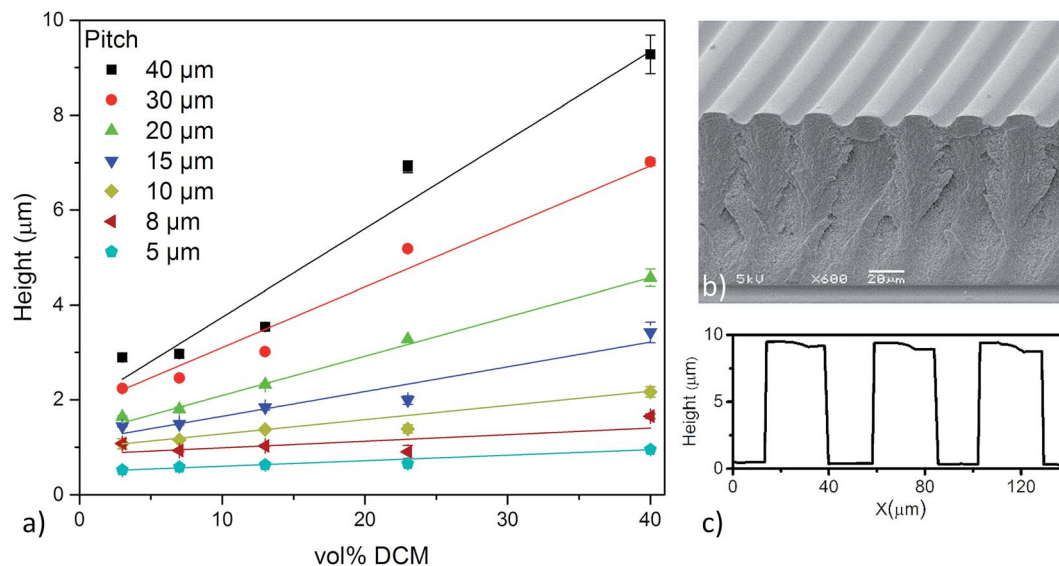 Pitch
40 µm
30 µm
20 µm
15 µm
10 µm
8 µm
5 µm
10
8
6
4
2
0
Height (µm)
0 10 20 30 40
vol% DCM
a)
5kV X600 20µm
b)
10
5
0
Height (µm)
0 40 80 120
X(µm)
c)